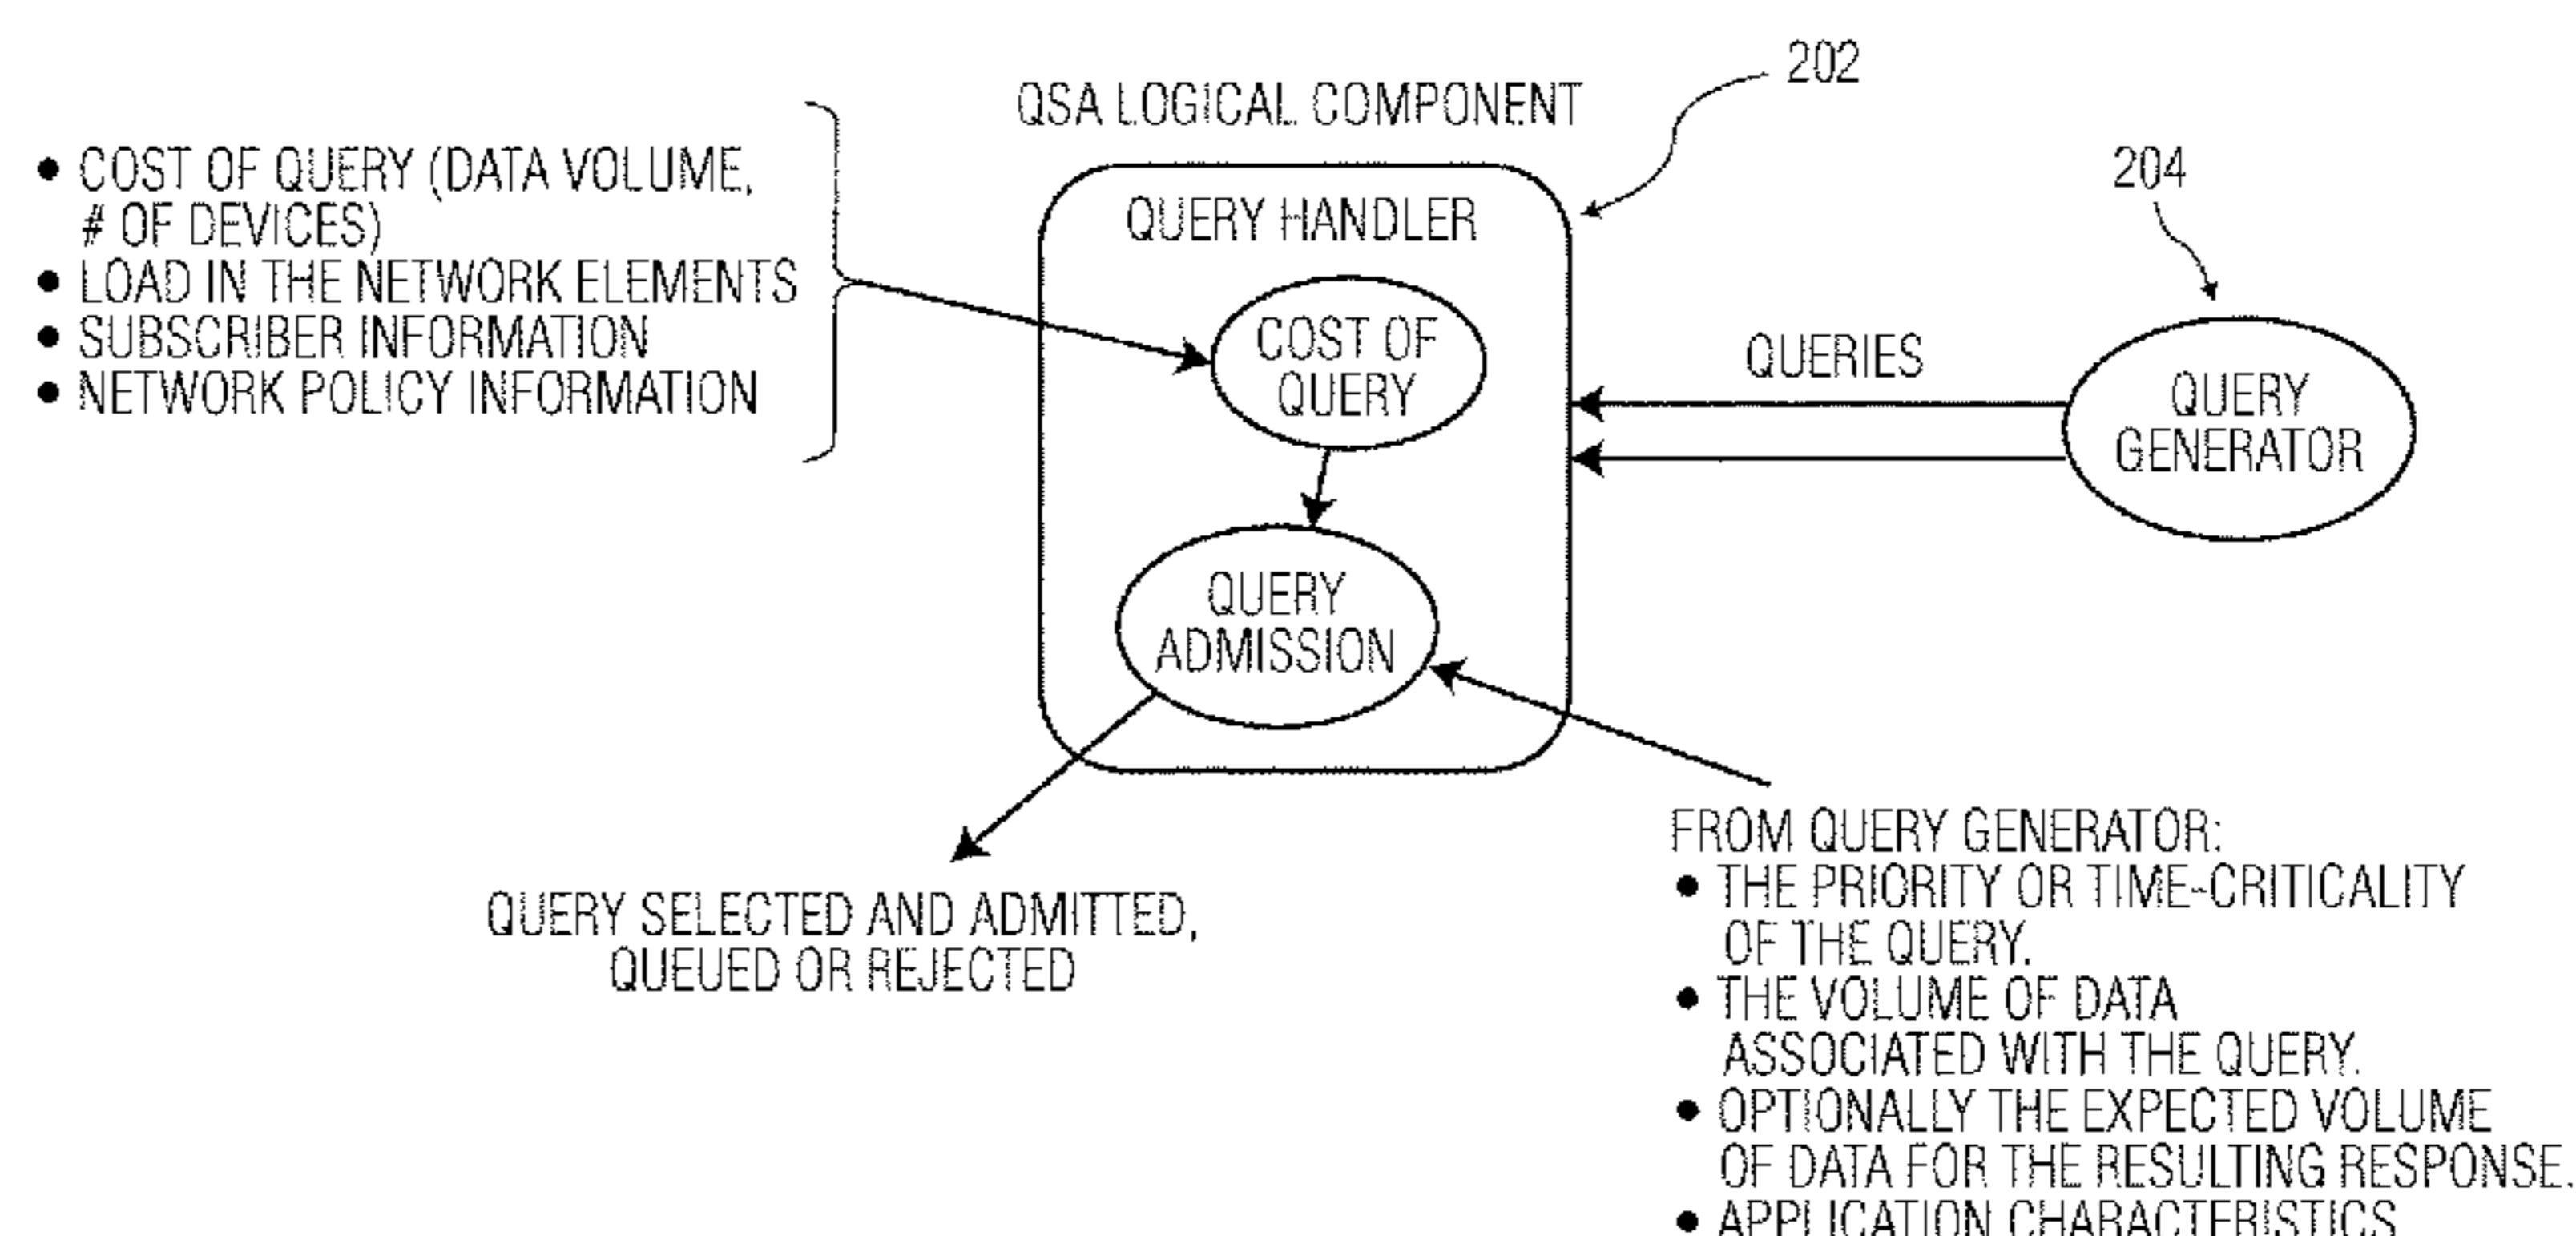 202
QSA LOGICAL COMPONENT
204
• COST OF QUERY (DATA VOLUME,
# OF DEVICES)
• LOAD IN THE NETWORK ELEMENTS
• SUBSCRIBER INFORMATION
• NETWORK POLICY INFORMATION
QUERY HANDLER
COST OF
QUERY
QUERIES
QUERY
GENERATOR
QUERY
ADMISSION
QUERY SELECTED AND ADMITTED,
QUEUED OR REJECTED
FROM QUERY GENERATOR:
• THE PRIORITY OR TIME-CRITICALITY
OF THE QUERY.
• THE VOLUME OF DATA
ASSOCIATED WITH THE QUERY.
• OPTIONALLY THE EXPECTED VOLUME
OF DATA FOR THE RESULTING RESPONSE.
• APPLICATION CHARACTERISTICS